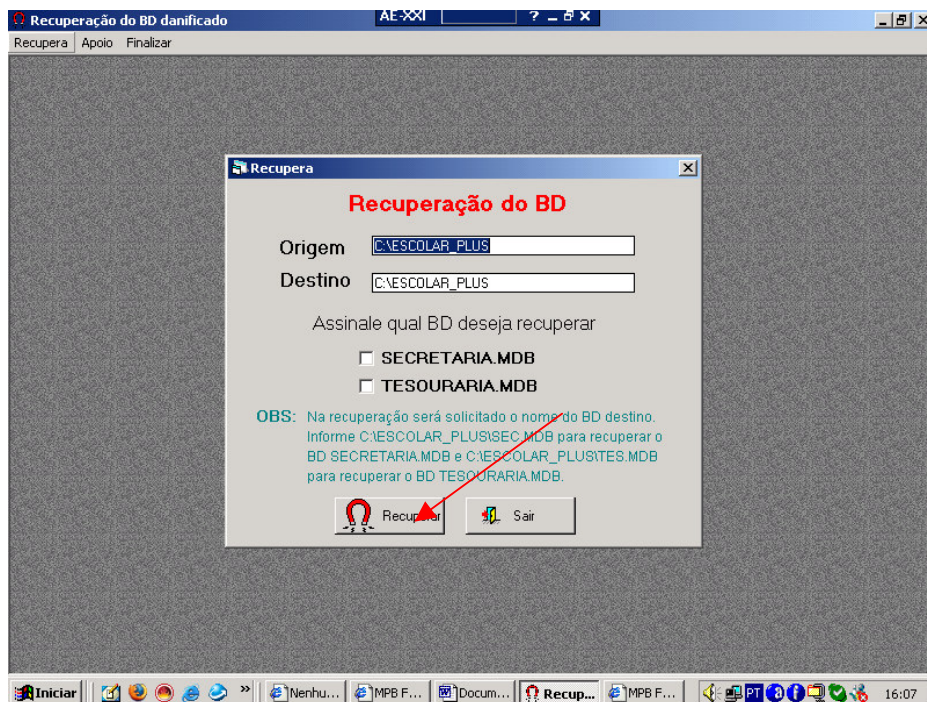 Recuperação do BD danificado
AE-XXI
Recupera Apoio Finalizar
Recupera
Recuperação do BD
Origem C:\ESCOLAR_PLUS
Destino C:\ESCOLAR_PLUS
Assinale qual BD deseja recuperar
SECRETARIA.MDB
TESOURARIA.MDB
OBS: Na recuperação será solicitado o nome do BD destino.
Informe C:\ESCOLAR_PLUS\SEC.MDB para recuperar o
BD SECRETARIA.MDB e C:\ESCOLAR_PLUS\TES.MDB
para recuperar o BD TESOURARIA.MDB.
Recuperar Sair
Iniciar » Nenhu... MPB F... Docum... Recup... MPB F... PT 16:07